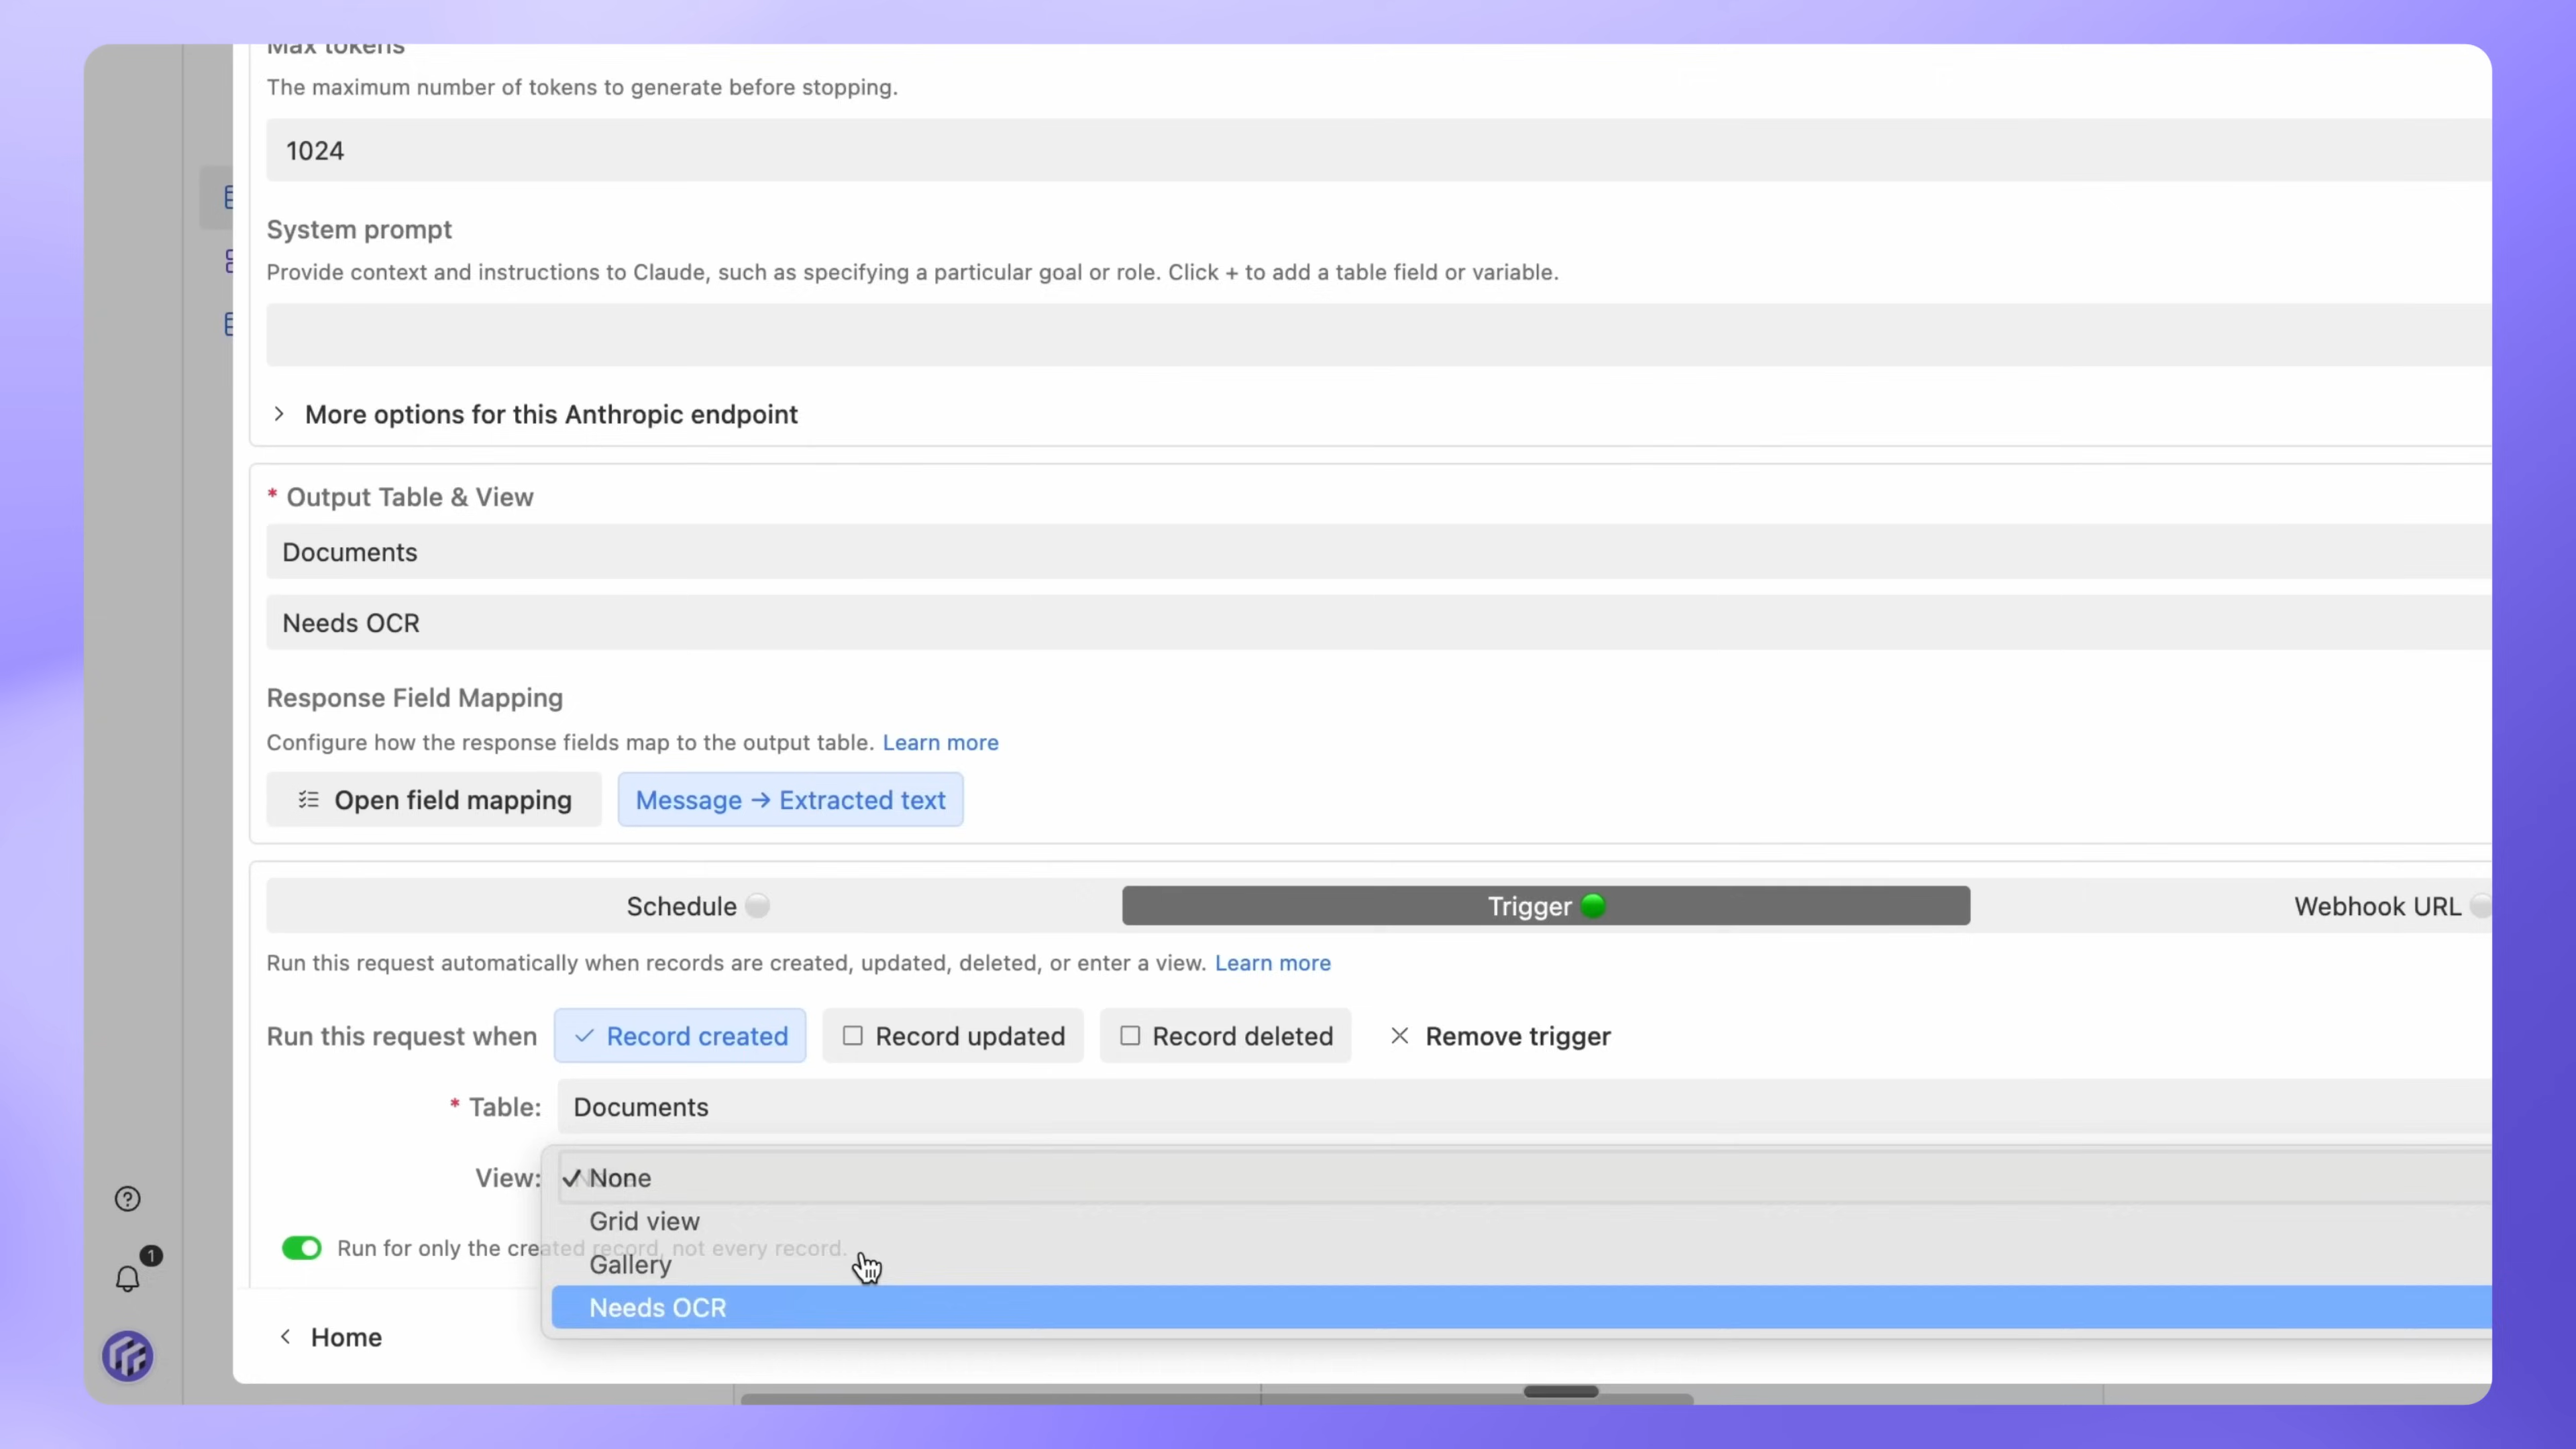 Max tokens
The maximum number of tokens to generate before stopping.
1024
System prompt
Provide context and instructions to Claude, such as specifying a particular goal or role. Click + to add a table field or variable.
More options for this Anthropic endpoint
* Output Table & View
Documents
Needs OCR
Response Field Mapping
Configure how the response fields map to the output table. Learn more
Open field mapping
Message → Extracted text
Schedule
Trigger
Webhook URL
Run this request automatically when records are created, updated, deleted, or enter a view. Learn more
Run this request when
Record created
Record updated
Record deleted
Remove trigger
* Table:
Documents
View:
None
Grid view
Run for only the created record, not every record.
Gallery
Needs OCR
1
Home